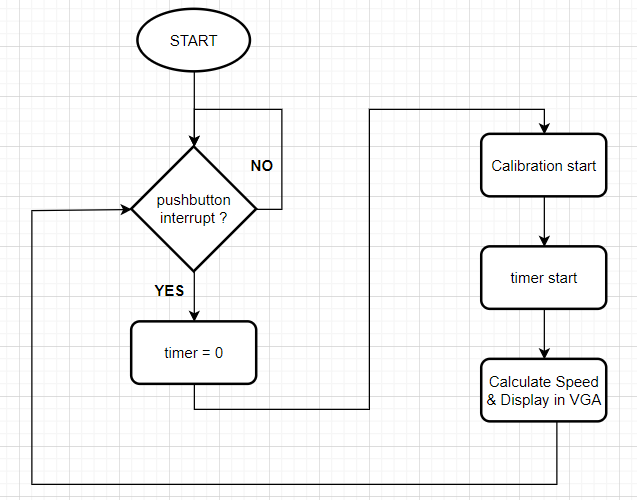 START
NO
pushbutton
interrupt ?
YES
timer = 0
Calibration start
timer start
Calculate Speed
& Display in VGA